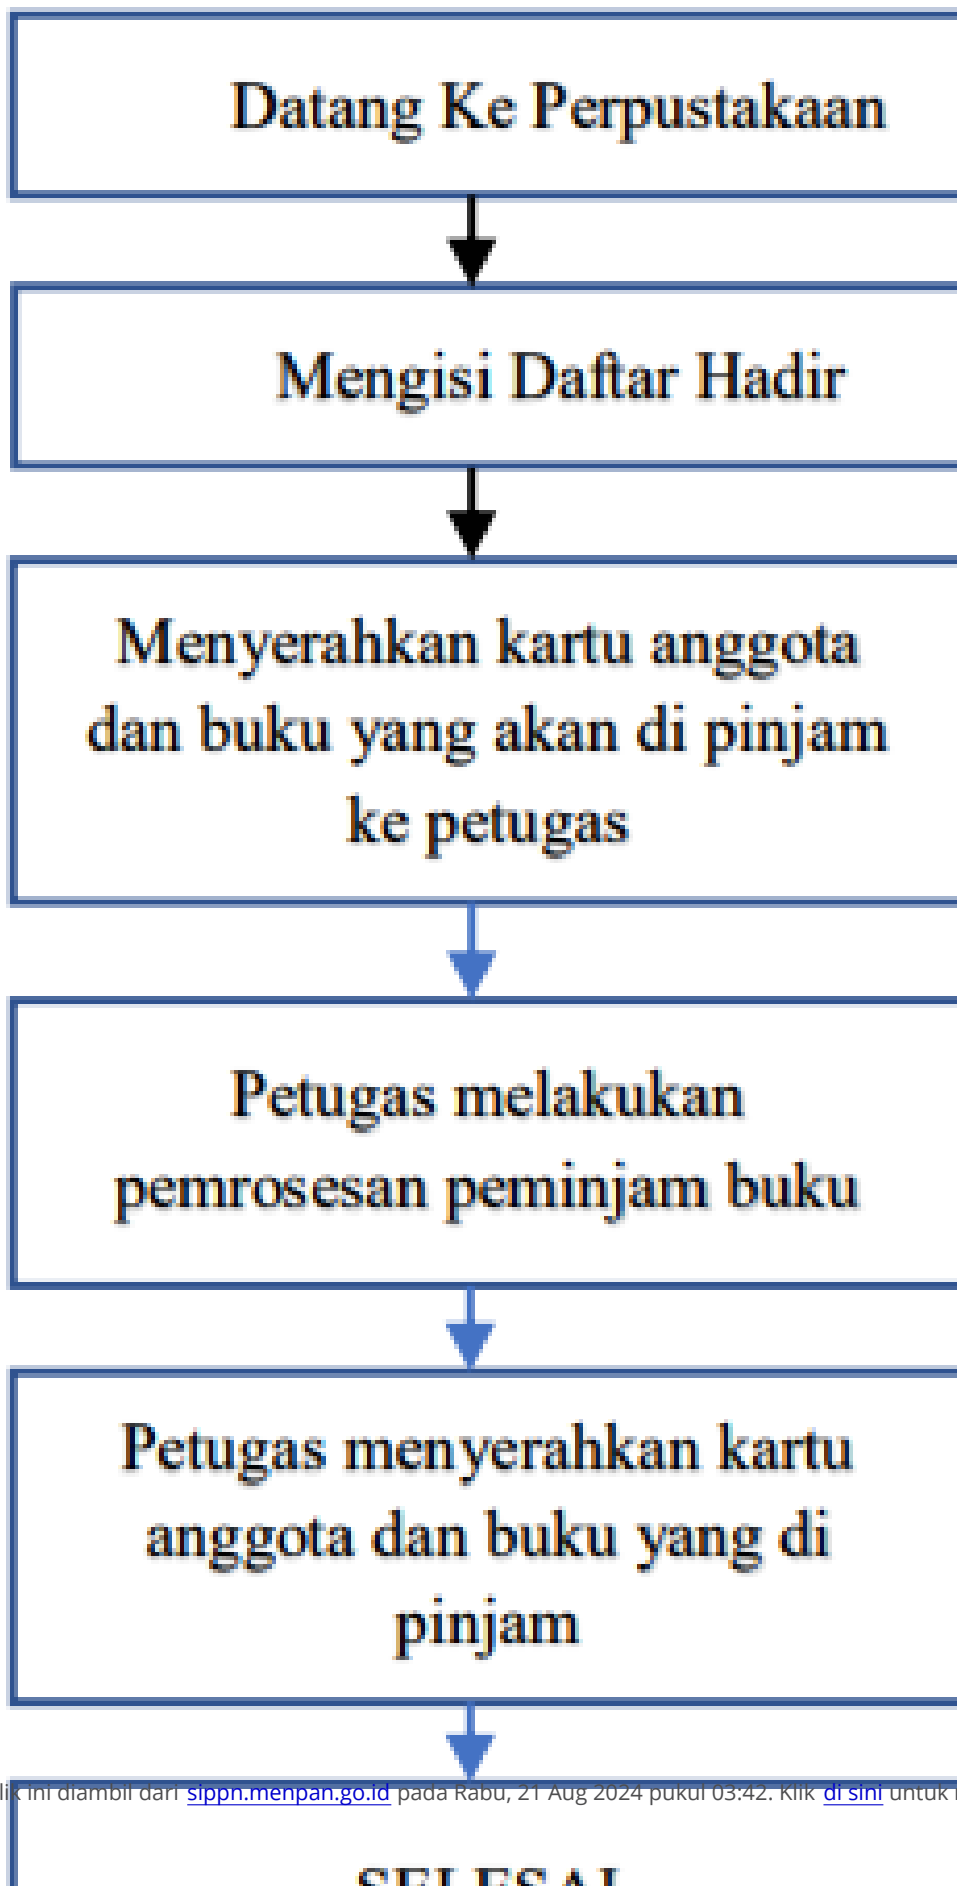 Datang Ke Perpustakaan
Mengisi Daftar Hadir
Menyerahkan kartu anggota
dan buku yang akan di pinjam
ke petugas
Petugas melakukan
pemrosesan peminjam buku
Petugas menyerahkan kartu
anggota dan buku yang di
pinjam
ini diambil dari sippn.menpan.go.id pada Rabu, 21 Aug 2024 pukul 03:42. Klik di sini untuk
SELESAI